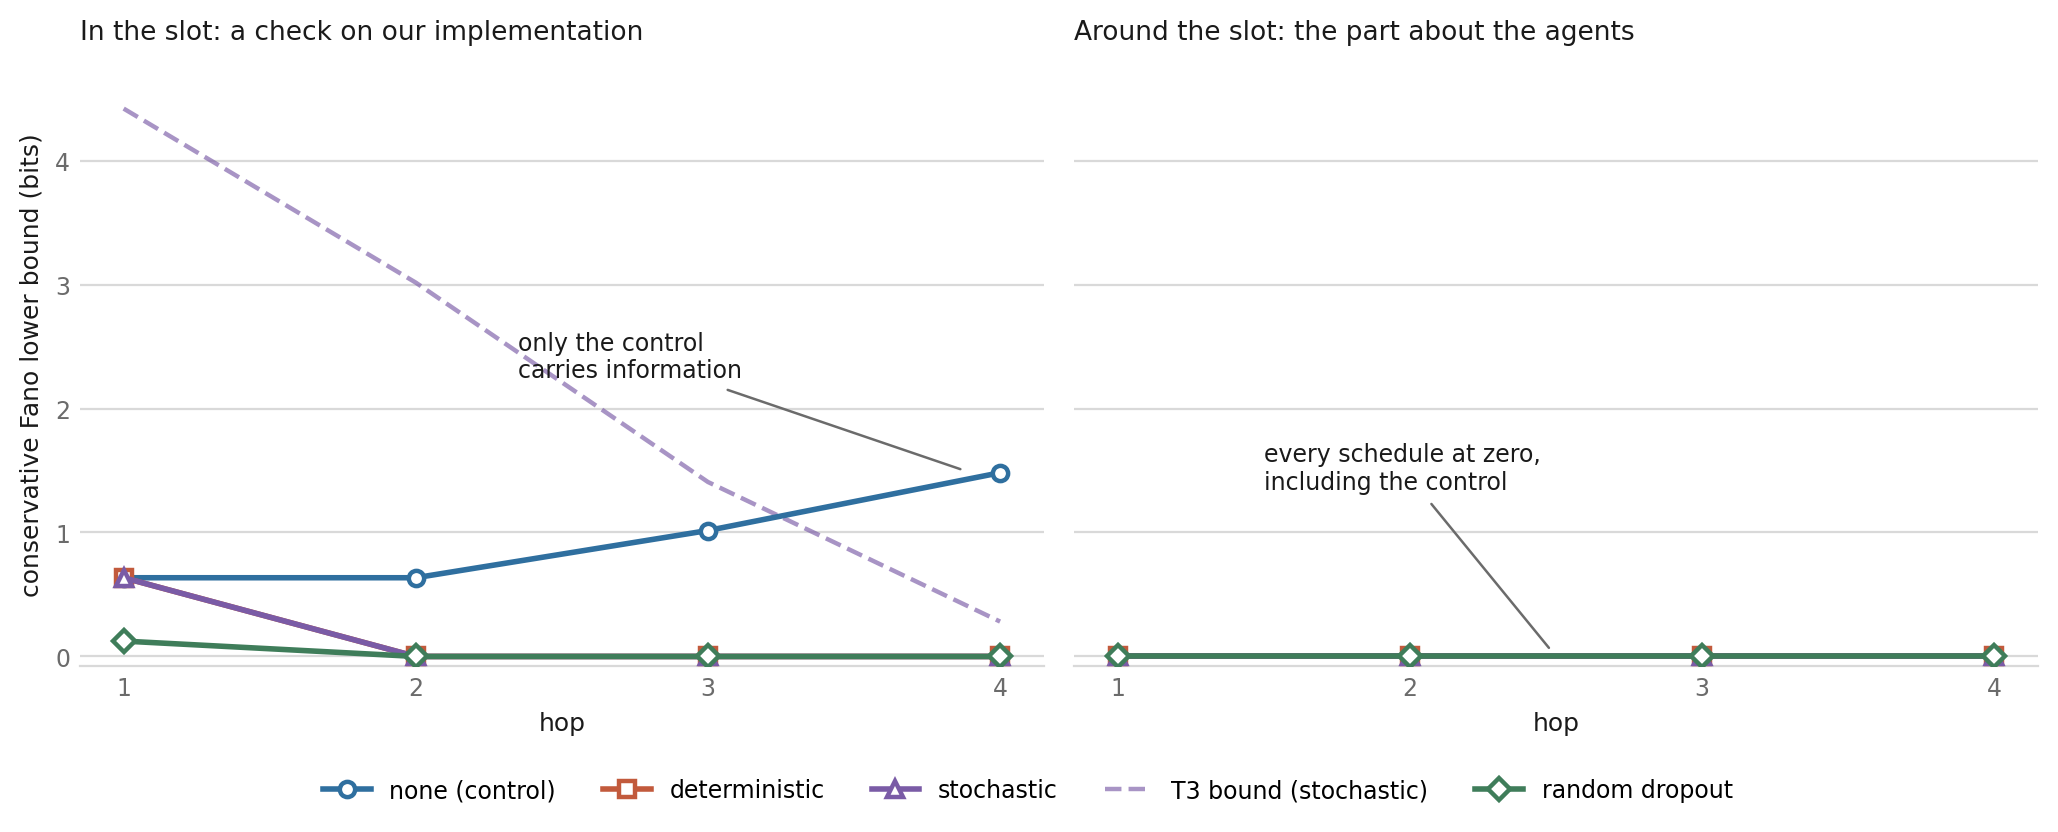 In the slot: a check on our implementation
conservative Fano lower bound (bits)
4
3
2
1
0
only the control
carries information
1 2 3 4
hop
Around the slot: the part about the agents
every schedule at zero,
including the control
1 2 3 4
hop
none (control) deterministic stochastic T3 bound (stochastic) random dropout